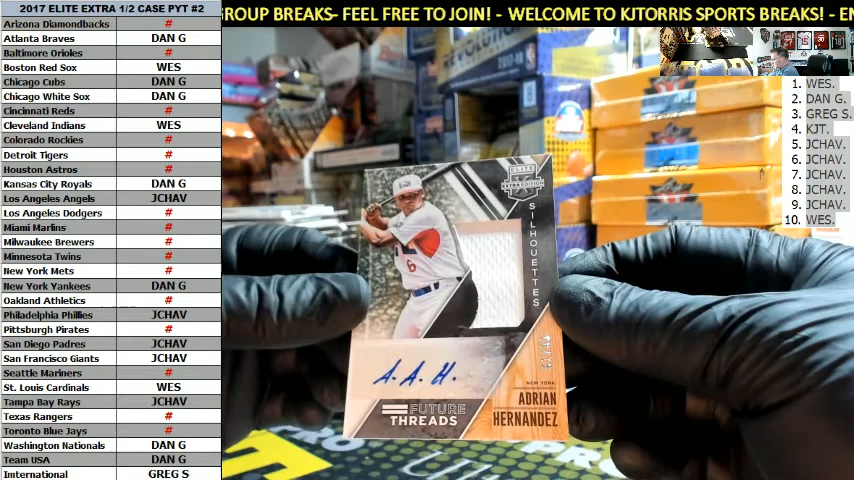 2017 ELITE EXTRA 1/2 CASE PYT #2
Arizona Diamondbacks #
Atlanta Braves DAN G
Baltimore Orioles #
Boston Red Sox WES
Chicago Cubs DAN G
Chicago White Sox DAN G
Cincinnati Reds #
Cleveland Indians WES
Colorado Rockies #
Detroit Tigers #
Houston Astros #
Kansas City Royals DAN G
Los Angeles Angels JCHAV
Los Angeles Dodgers #
Miami Marlins #
Milwaukee Brewers #
Minnesota Twins #
New York Mets #
New York Yankees DAN G
Oakland Athletics #
Philadelphia Phillies JCHAV
Pittsburgh Pirates #
San Diego Padres JCHAV
San Francisco Giants JCHAV
Seattle Mariners #
St. Louis Cardinals WES
Tampa Bay Rays JCHAV
Texas Rangers #
Toronto Blue Jays #
Washington Nationals DAN G
Team USA DAN G
International GREG S
GROUP BREAKS- FEEL FREE TO JOIN! - WELCOME TO KJTORRIS SPORTS BREAKS! - EN
1. WES.
2. DAN G.
3. GREG S.
4. KJT.
5. JCHAV.
6. JCHAV.
7. JCHAV.
8. JCHAV.
9. JCHAV.
10. WES.
2017-18
ELITE
EXTRA EDITION
SILHOUETTES
6
A.A.H.
NEW YORK
ADRIAN
HERNANDEZ
FUTURE
THREADS